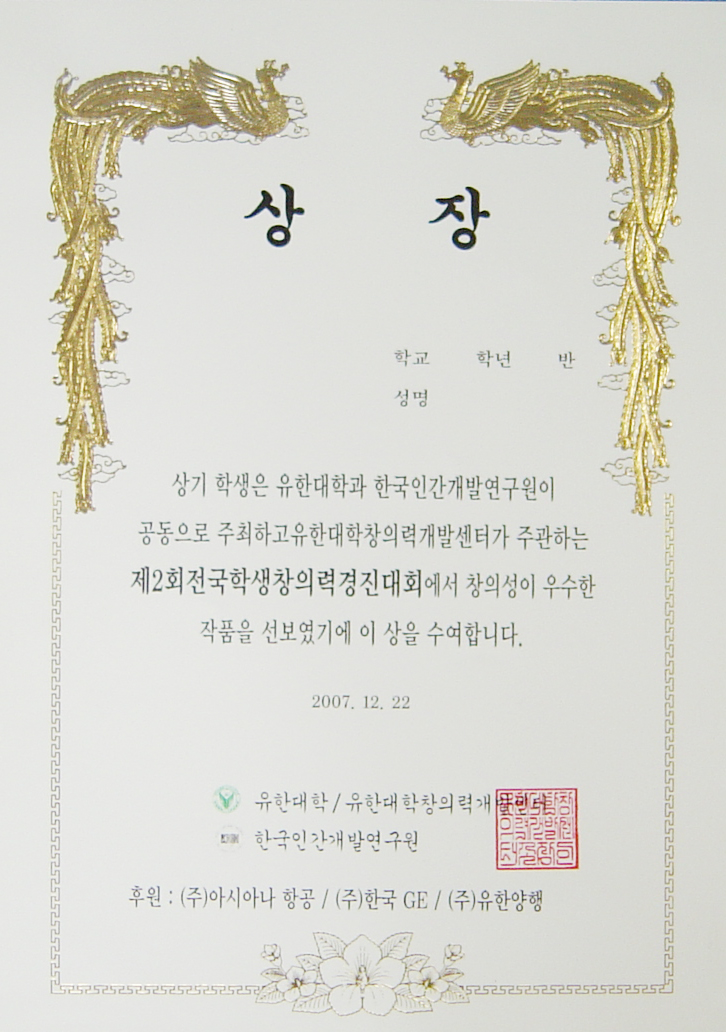 상 장
학교 학년 반
성명
상기 학생은 유한대학과 한국인간개발연구원이
공동으로 주최하고유한대학창의력개발센터가 주관하는
제2회전국학생창의력경진대회에서 창의성이 우수한
작품을 선보였기에 이 상을 수여합니다.
2007. 12. 22
유한대학 / 유한대학창의력개발센터
한국인간개발연구원
후원 : (주)아시아나 항공 / (주)한국 GE / (주)유한양행